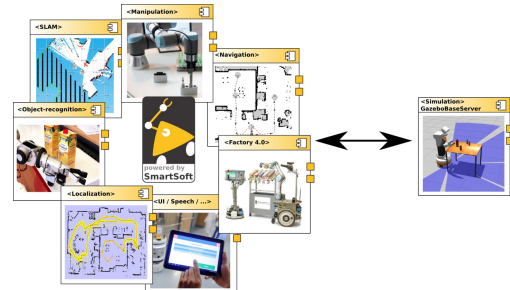 <Manipulation>
<SLAM>
<Navigation>
<Object-recognition>
powered by
SmartSoft
<Factory 4.0>
<Simulation>
GazeboBaseServer
<Localization>
<UI / Speech / ...>